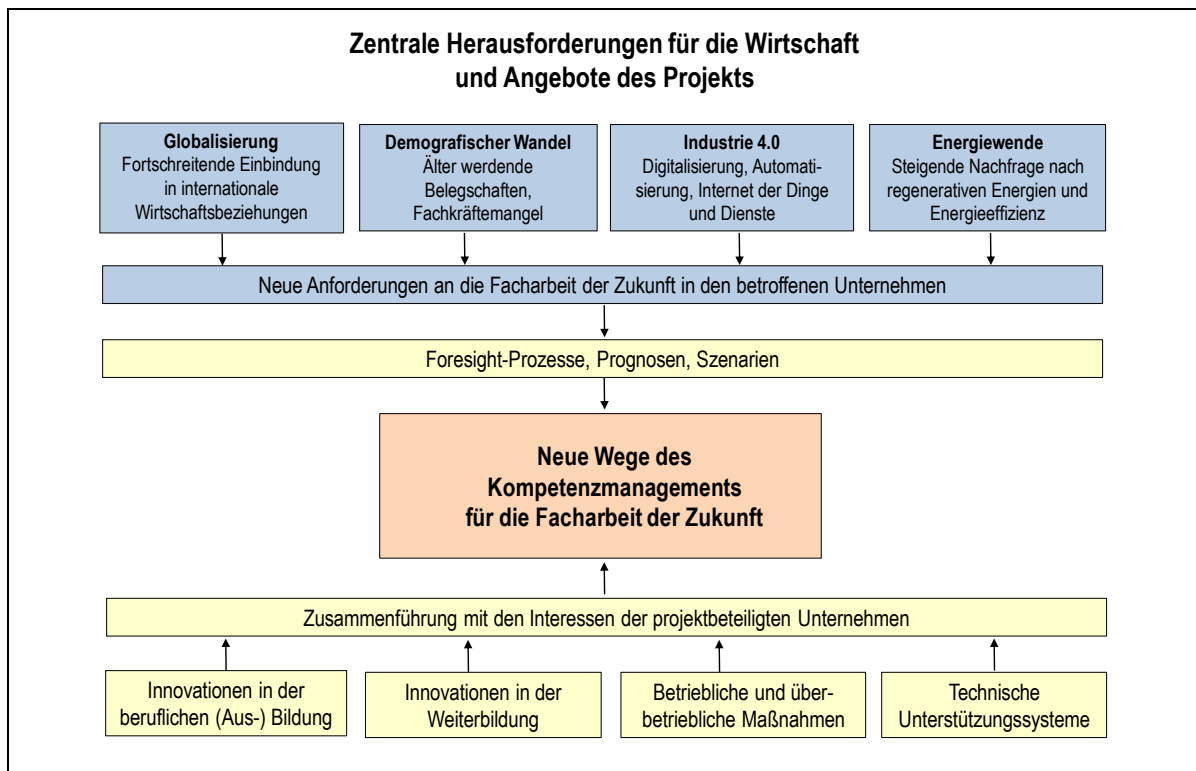 Zentrale Herausforderungen für die Wirtschaft
und Angebote des Projekts
Globalisierung
Fortschreitende Einbindung
in internationale
Wirtschaftsbeziehungen
Demografischer Wandel
Älter werdende
Belegschaften,
Fachkräftemangel
Industrie 4.0
Digitalisierung, Automati-
sierung, Internet der Dinge
und Dienste
Energiewende
Steigende Nachfrage nach
regenerativen Energien und
Energieeffizienz
Neue Anforderungen an die Facharbeit der Zukunft in den betroffenen Unternehmen
Foresight-Prozesse, Prognosen, Szenarien
Neue Wege des
Kompetenzmanagements
für die Facharbeit der Zukunft
Zusammenführung mit den Interessen der projektbeteiligten Unternehmen
Innovationen in der
beruflichen (Aus-) Bildung
Innovationen in der
Weiterbildung
Betriebliche und über-
betriebliche Maßnahmen
Technische
Unterstützungssysteme